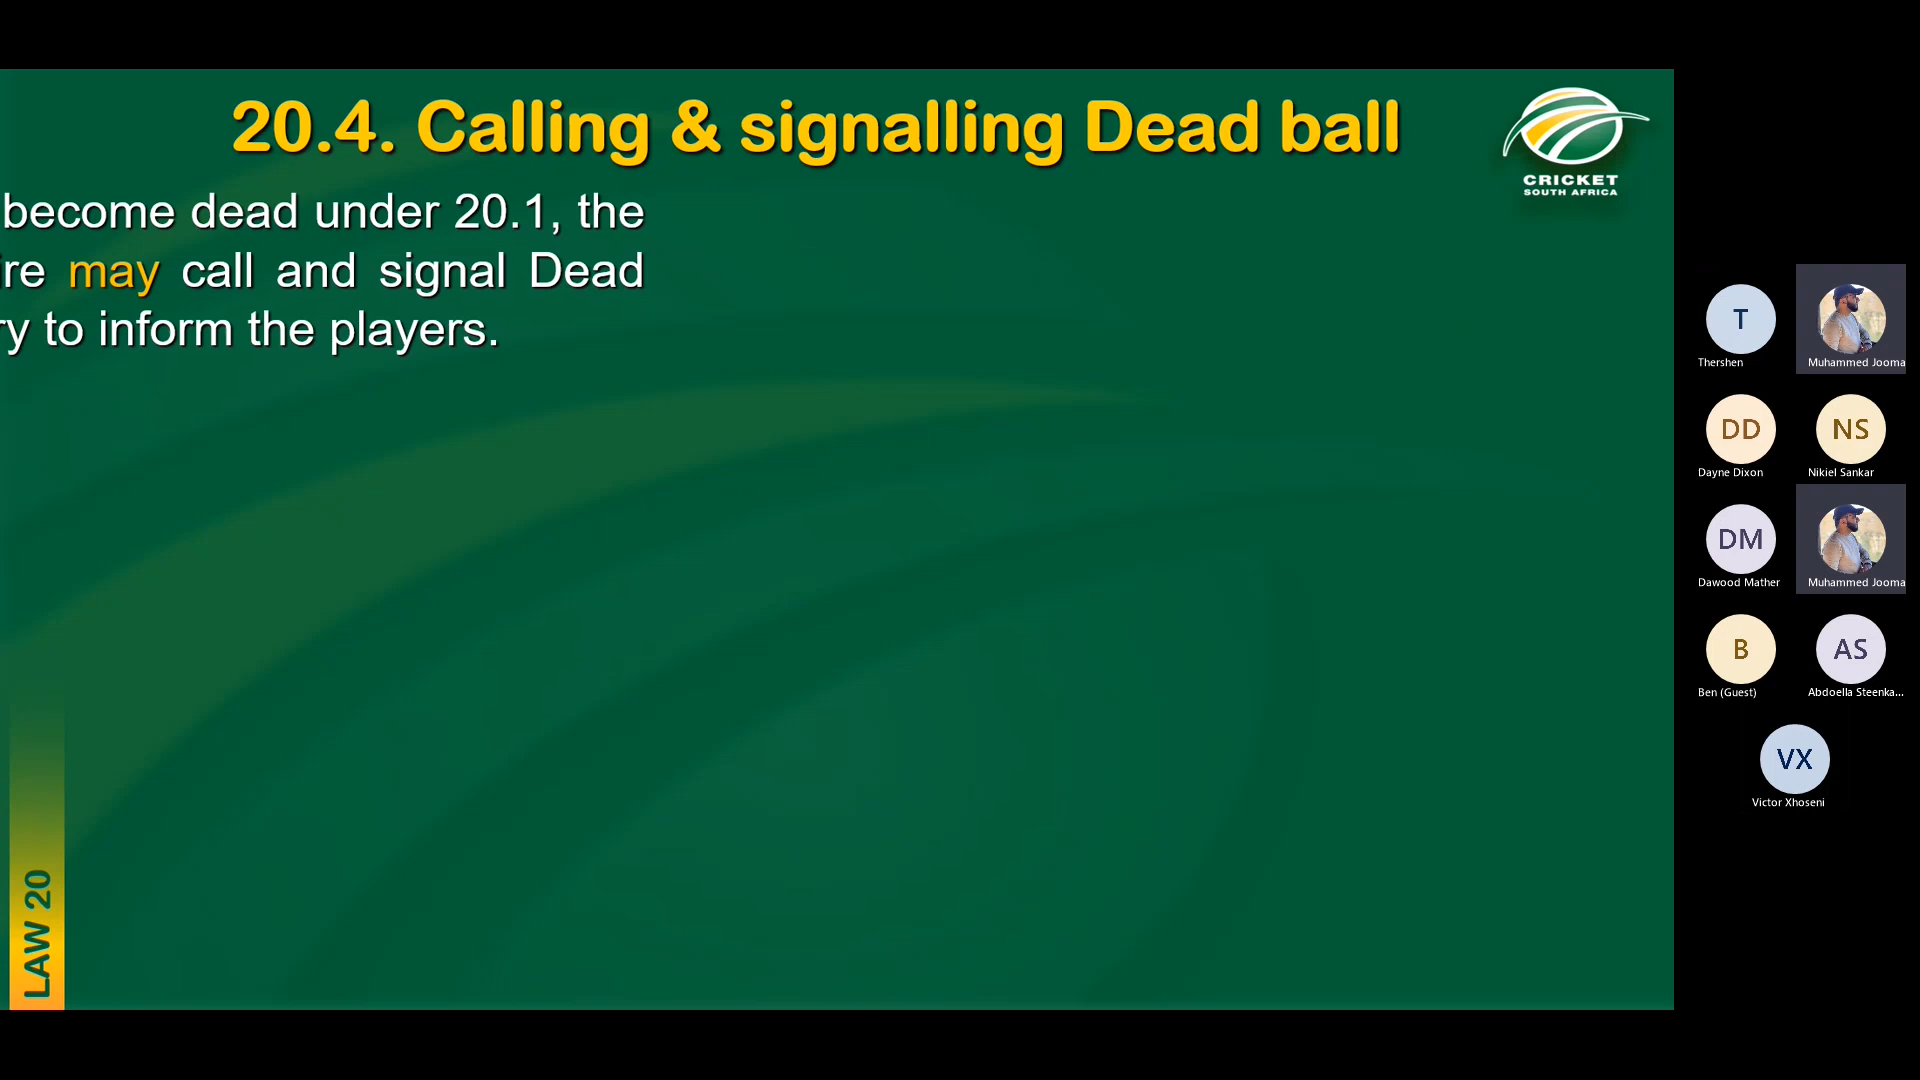 20.4. Calling & signalling Dead ball
CRICKET
SOUTH AFRICA
become dead under 20.1, the
ire may call and signal Dead
ry to inform the players.
LAW 20
T
Thershen
Muhammed Jooma
DD
Dayne Dixon
NS
Nikiel Sankar
DM
Dawood Mather
Muhammed Jooma
B
Ben (Guest)
AS
Abdoella Steenka...
VX
Victor Xhoseni